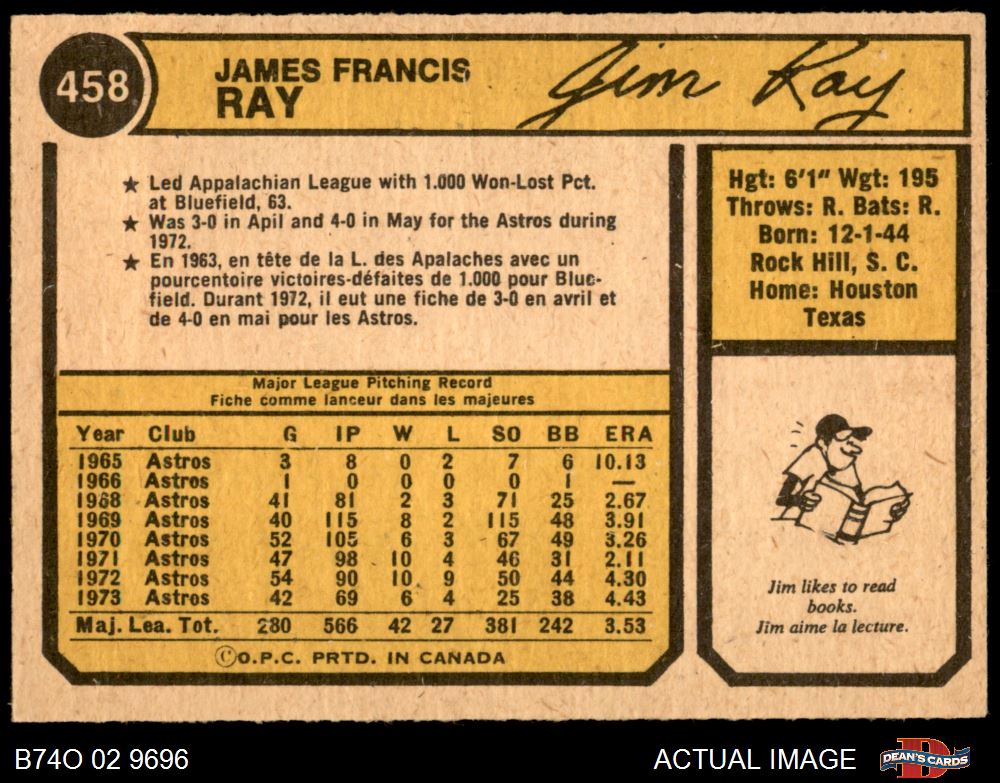 458
JAMES FRANCIS
RAY
Jim Ray
★ Led Appalachian League with 1.000 Won-Lost Pct.
at Bluefield, 63.
★ Was 3-0 in Apil and 4-0 in May for the Astros during
1972.
★ En 1963, en tête de la L. des Apalaches avec un
pourcentoire victoires-défaites de 1.000 pour Blue-
field. Durant 1972, il eut une fiche de 3-0 en avril et
de 4-0 en mai pour les Astros.
Hgt: 6'1" Wgt: 195
Throws: R. Bats: R.
Born: 12-1-44
Rock Hill, S. C.
Home: Houston
Texas
Major League Pitching Record
Fiche comme lanceur dans les majeures
Year Club G IP W L SO BB ERA
1965 Astros 3 8 0 2 7 6 10.13
1966 Astros 1 0 0 0 0 1 —
1968 Astros 41 81 2 3 71 25 2.67
1969 Astros 40 115 8 2 115 48 3.91
1970 Astros 52 105 6 3 67 49 3.26
1971 Astros 47 98 10 4 46 31 2.11
1972 Astros 54 90 10 9 50 44 4.30
1973 Astros 42 69 6 4 25 38 4.43
Maj. Lea. Tot. 280 566 42 27 381 242 3.53
©O.P.C. PRTD. IN CANADA
Jim likes to read
books.
Jim aime la lecture.
B74O 02 9696
ACTUAL IMAGE
DEAN'S CARDS